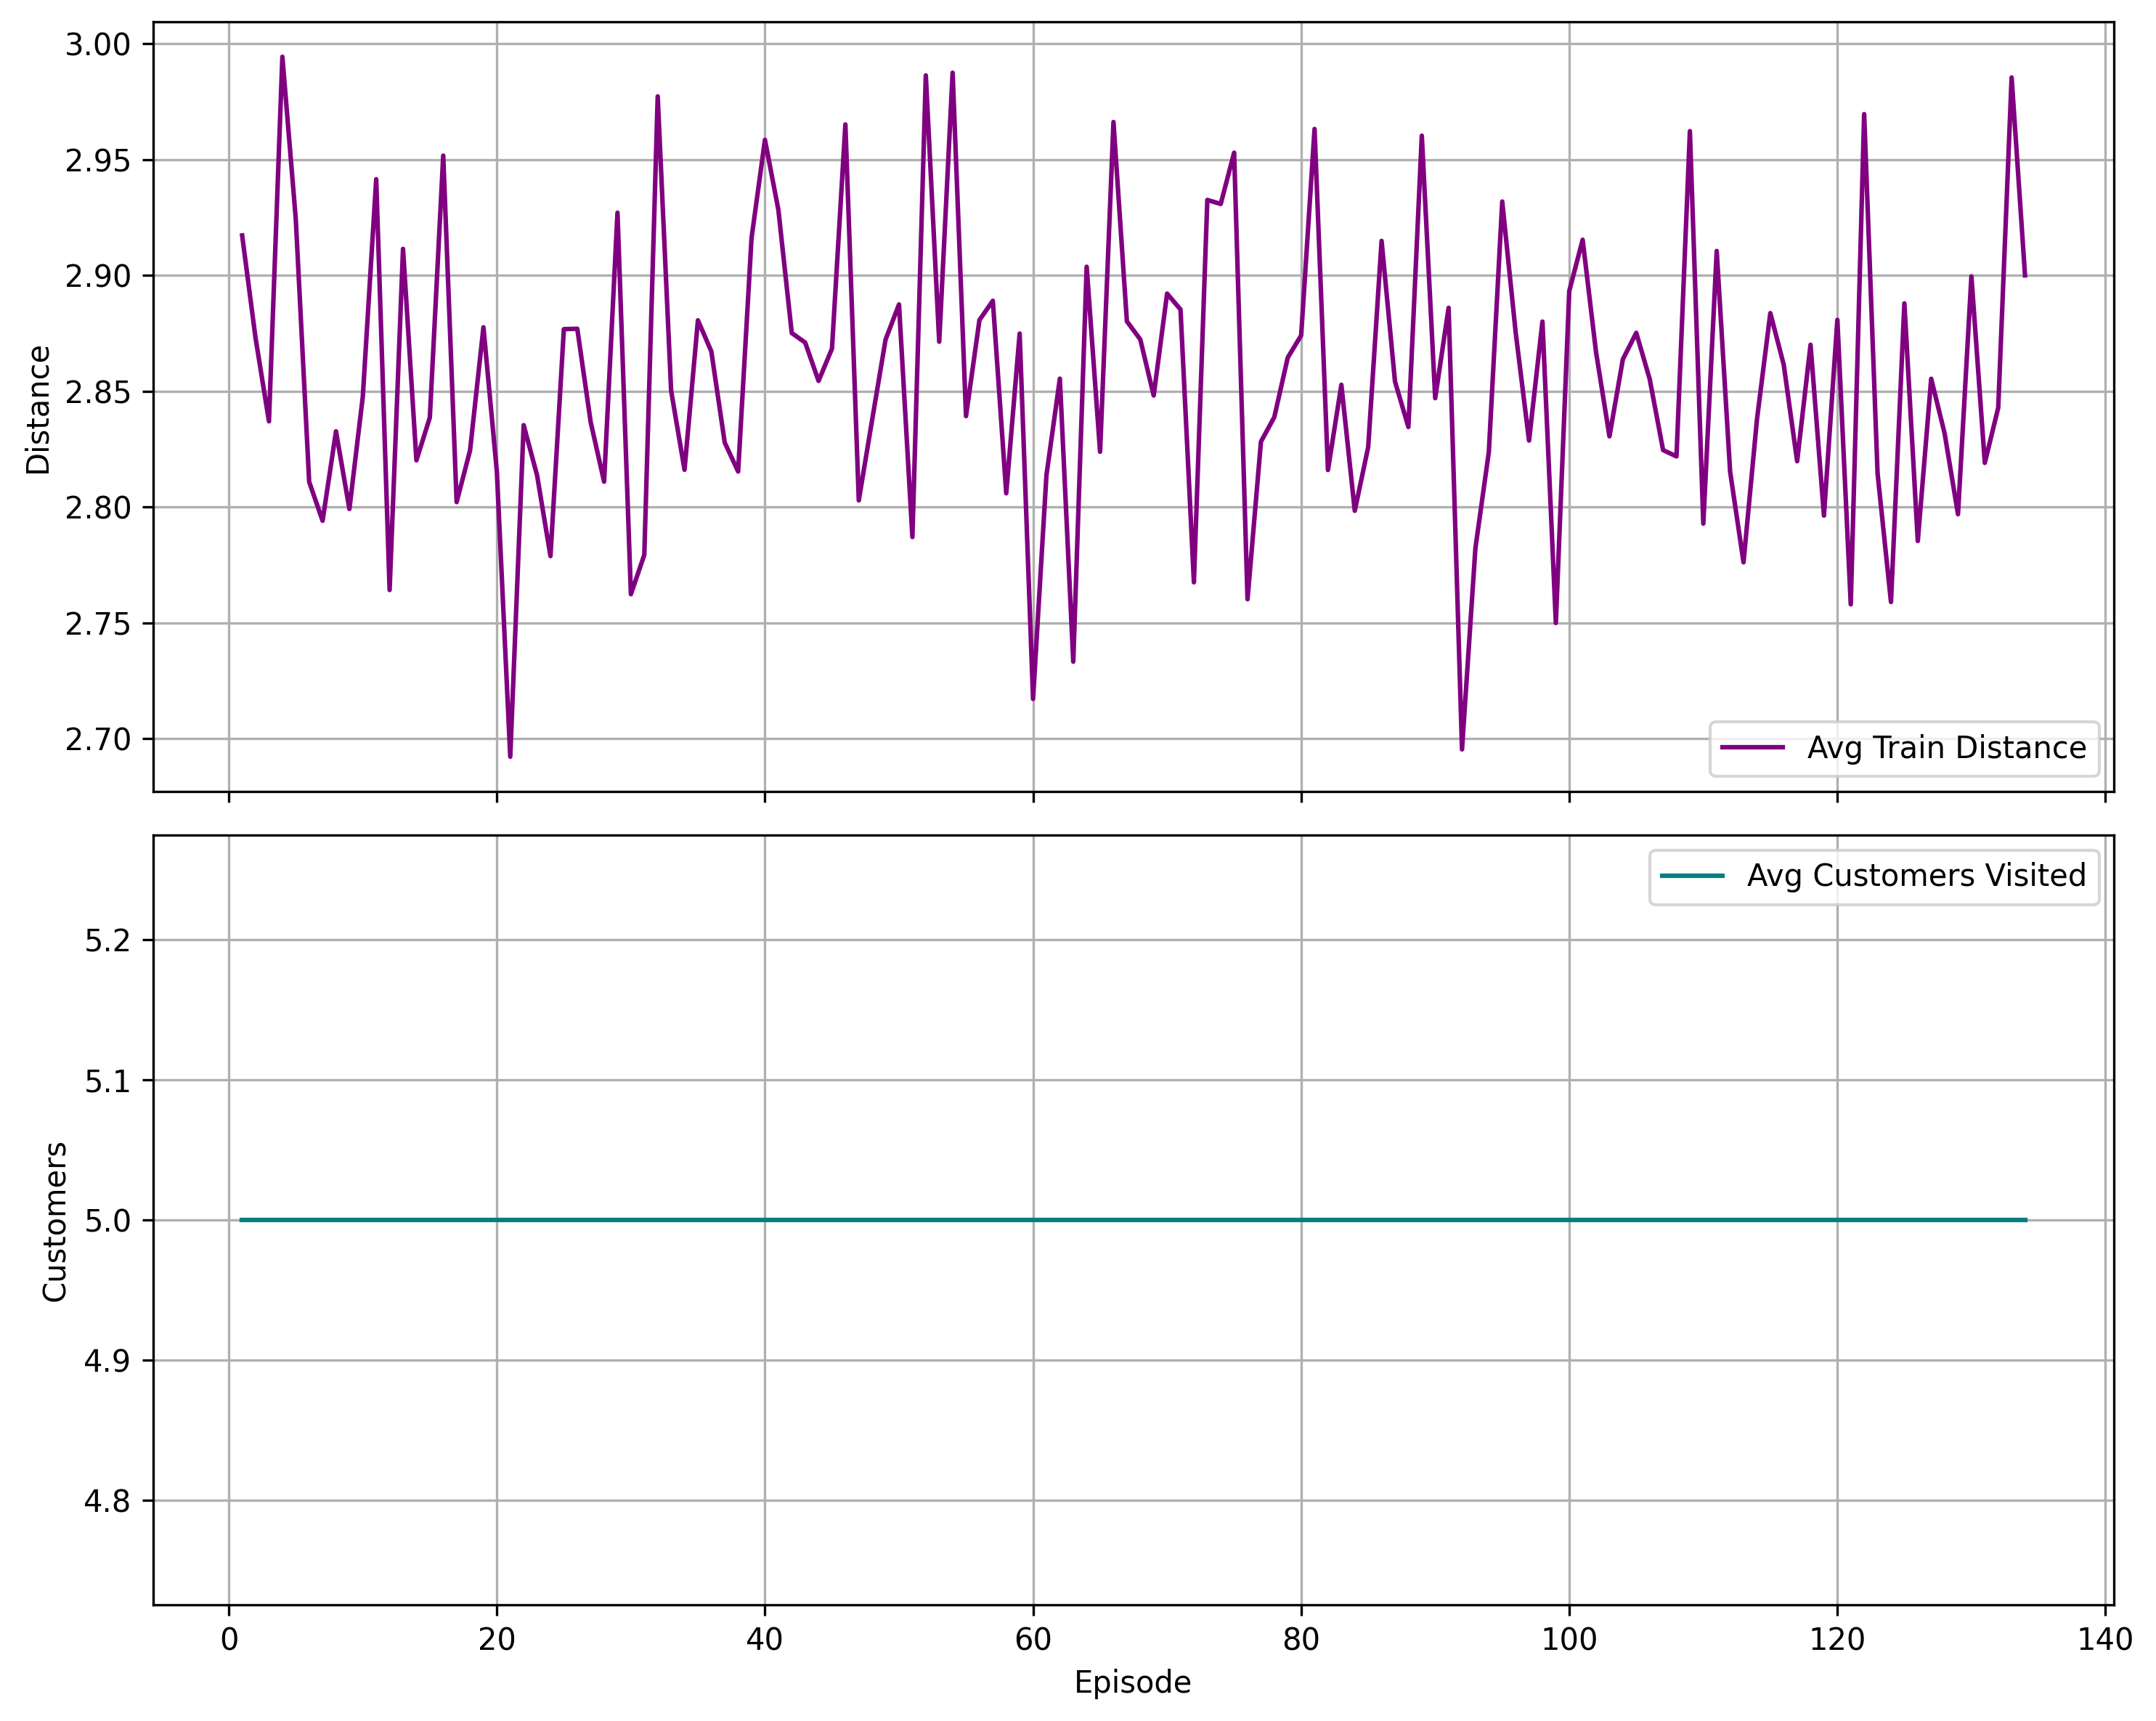 3.00
2.95
2.90
2.85
2.80
2.75
2.70
Distance
Avg Train Distance
Avg Customers Visited
5.2
5.1
5.0
4.9
4.8
Customers
0 20 40 60 80 100 120 140
Episode